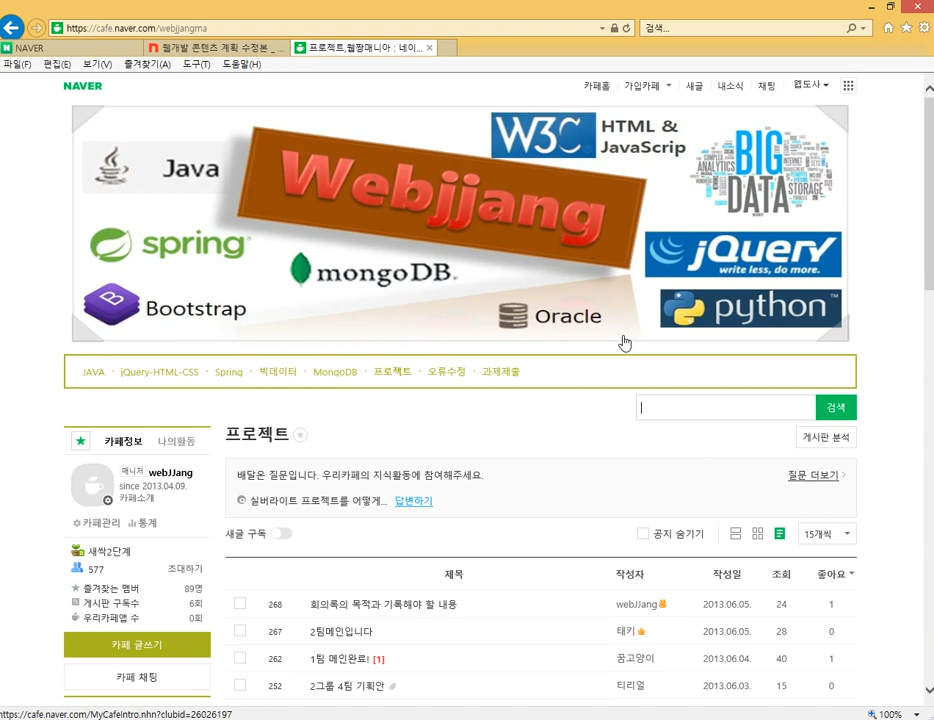 https://cafe.naver.com/webjjangma
검색...
NAVER
웹개발 콘텐츠 계획 수정본 _ ...
프로젝트,웹짱매니아 : 네이...
파일(F) 편집(E) 보기(V) 즐겨찾기(A) 도구(T) 도움말(H)
NAVER
카페홈 가입카페 새글 내소식 채팅 웹도사
Java
Webjjang
W3C
HTML &
JavaScrip
BIG
DATA
ANALYTICS
STORAGE
spring
mongoDB.
jQuery
write less, do more.
Bootstrap
Oracle
python
JAVA · jQuery-HTML-CSS · Spring · 빅데이터 · MongoDB · 프로젝트 · 오류수정 · 과제제출
검색
카페정보 나의활동
프로젝트
게시판 분석
매니저 webJJang
since 2013.04.09.
카페소개
카페관리 통계
배달온 질문입니다. 우리카페의 지식활동에 참여해주세요.
질문 더보기
실버라이트 프로젝트를 어떻게... 답변하기
새싹2단계
577 초대하기
즐겨찾는 멤버 89명
게시판 구독수 6회
우리카페앱 수 0회
카페 글쓰기
카페 채팅
새글 구독
공지 숨기기
15개씩
제목 작성자 작성일 조회 좋아요
268 회의록의 목적과 기록해야 할 내용 webJJang 2013.06.05. 24 1
267 2팀메인입니다 태키 2013.06.05. 28 0
262 1팀 메인완료! [1] 꿈고양이 2013.06.04. 40 1
252 2그룹 4팀 기획안 티리얼 2013.06.03. 15 0
https://cafe.naver.com/MyCafeIntro.nhn?clubid=26026197
100%